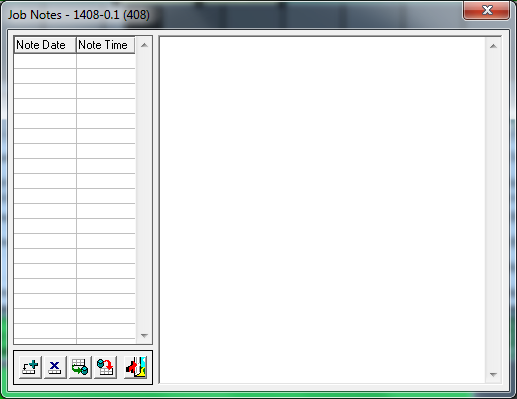 Job Notes - 1408-0.1 (408)
Note Date Note Time